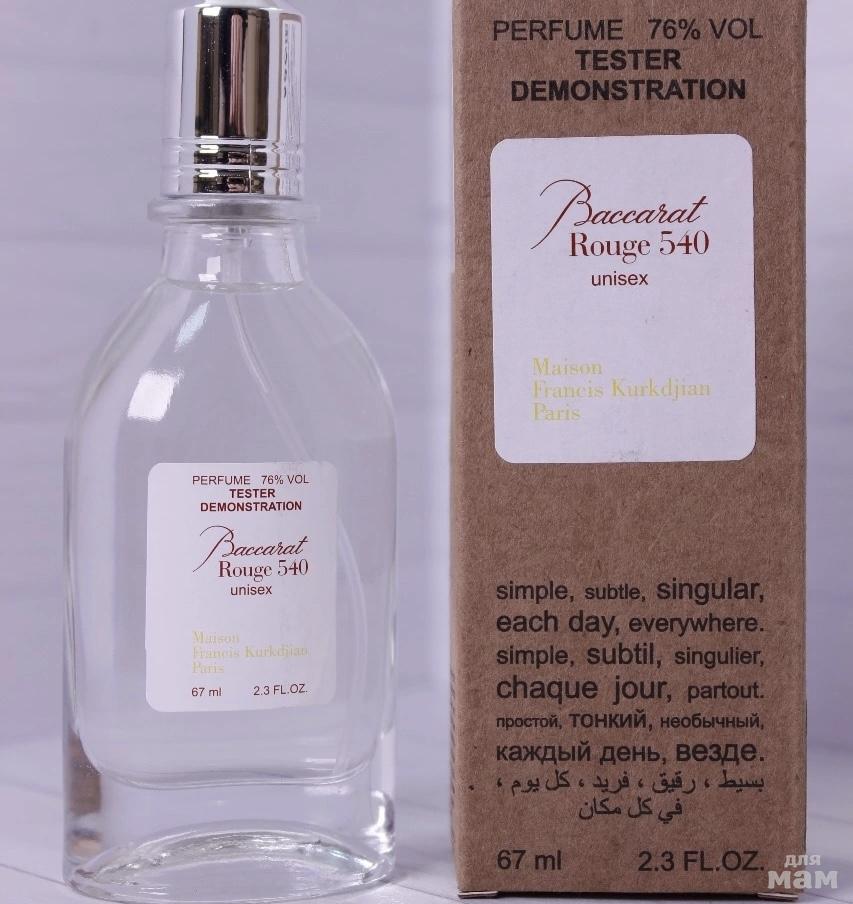 PERFUME 76% VOL
TESTER
DEMONSTRATION
Baccarat
Rouge 540
unisex
Maison
Francis Kurkdjian
Paris
67 ml 2.3 FL.OZ.
PERFUME 76% VOL
TESTER
DEMONSTRATION
Baccarat
Rouge 540
unisex
Maison
Francis Kurkdjian
Paris
simple, subtle, singular,
each day, everywhere.
simple, subtil, singulier,
chaque jour, partout.
простой, тонкий, необычный,
каждый день, везде.
بسيط ، رقيق ، فريد ، كل يوم ،
في كل مكان .
67 ml 2.3 FL.OZ.
для
мам